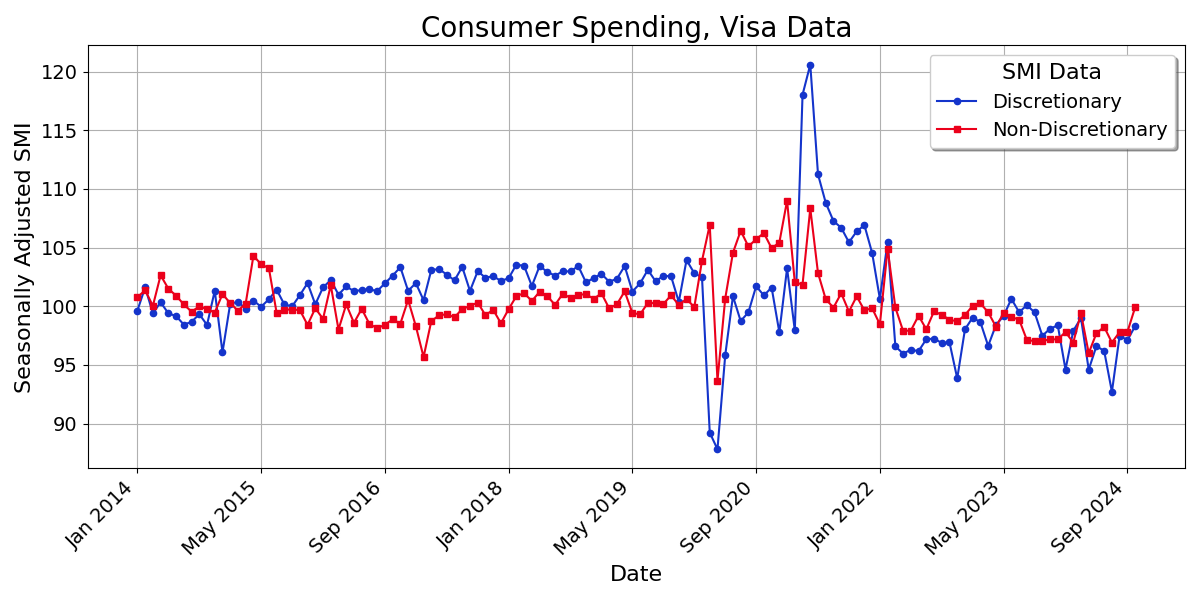 Consumer Spending, Visa Data
SMI Data
Discretionary
Non-Discretionary
Seasonally Adjusted SMI
120
115
110
105
100
95
90
Jan 2014
May 2015
Sep 2016
Jan 2018
May 2019
Sep 2020
Jan 2022
May 2023
Sep 2024
Date